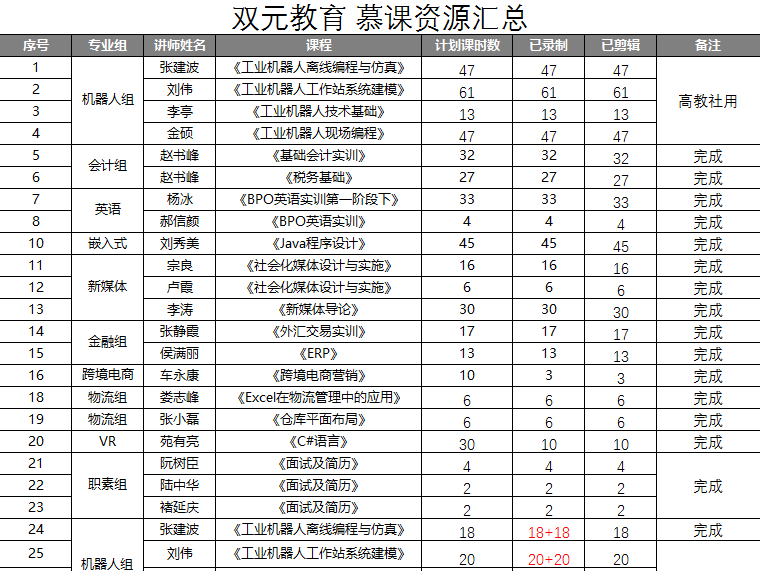 双元教育 慕课资源汇总
序号 专业组 讲师姓名 课程 计划课时数 已录制 已剪辑 备注
1 机器人组 张建波 《工业机器人离线编程与仿真》 47 47 47 高教社用
2 刘伟 《工业机器人工作站系统建模》 61 61 61
3 李亭 《工业机器人技术基础》 13 13 13
4 金硕 《工业机器人现场编程》 47 47 47
5 会计组 赵书峰 《基础会计实训》 32 32 32 完成
6 赵书峰 《税务基础》 27 27 27 完成
7 英语 杨冰 《BPO英语实训第一阶段下》 33 33 33 完成
8 郝信颜 《BPO英语实训》 4 4 4 完成
10 嵌入式 刘秀美 《Java程序设计》 45 45 45 完成
11 新媒体 宗良 《社会化媒体设计与实施》 16 16 16 完成
12 卢霞 《社会化媒体设计与实施》 6 6 6 完成
13 李涛 《新媒体导论》 30 30 30 完成
14 金融组 张静霞 《外汇交易实训》 17 17 17 完成
15 侯满丽 《ERP》 13 13 13 完成
16 跨境电商 车永康 《跨境电商营销》 10 3 3 完成
18 物流组 娄志峰 《Excel在物流管理中的应用》 6 6 6 完成
19 物流组 张小磊 《仓库平面布局》 6 6 6 完成
20 VR 苑有亮 《C#语言》 30 10 10 完成
21 职素组 阮树臣 《面试及简历》 4 4 4 完成
22 陆中华 《面试及简历》 2 2 2
23 褚延庆 《面试及简历》 2 2 2
24 机器人组 张建波 《工业机器人离线编程与仿真》 18 18+18 18 完成
25 刘伟 《工业机器人工作站系统建模》 20 20+20 20